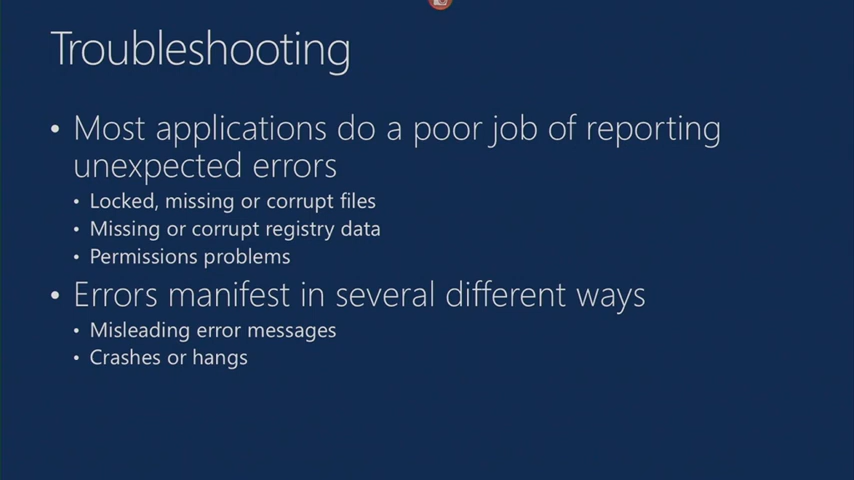 Troubleshooting
• Most applications do a poor job of reporting
unexpected errors
• Locked, missing or corrupt files
• Missing or corrupt registry data
• Permissions problems
• Errors manifest in several different ways
• Misleading error messages
• Crashes or hangs